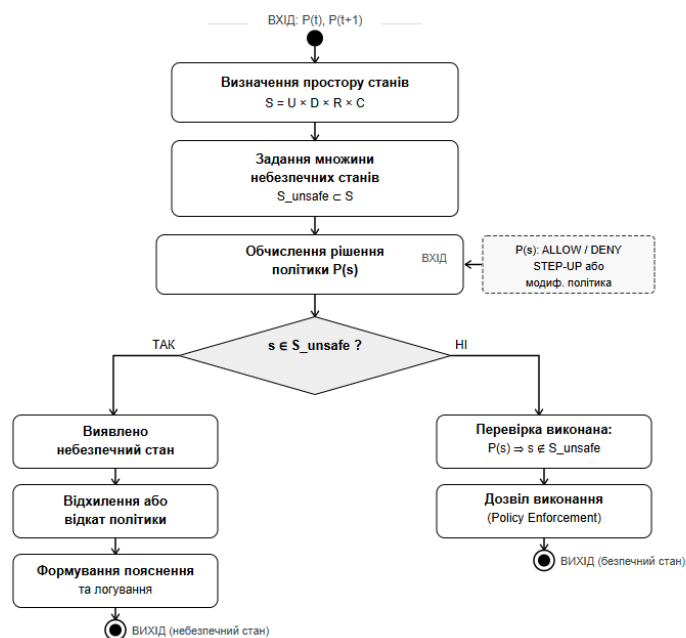 ВХІД: P(t), P(t+1)
Визначення простору станів
S = U × D × R × C
Задання множини
небезпечних станів
S_unsafe ⊂ S
Обчислення рішення
політики P(s)
ВХІД
P(s): ALLOW / DENY
STEP-UP або
модиф. політика
ТАК
s ∈ S_unsafe ?
НІ
Виявлено
небезпечний стан
Відхилення або
відкат політики
Формування пояснення
та логування
ВИХІД (небезпечний стан)
Перевірка виконана:
P(s) ⇒ s ∉ S_unsafe
Дозвіл виконання
(Policy Enforcement)
ВИХІД (безпечний стан)